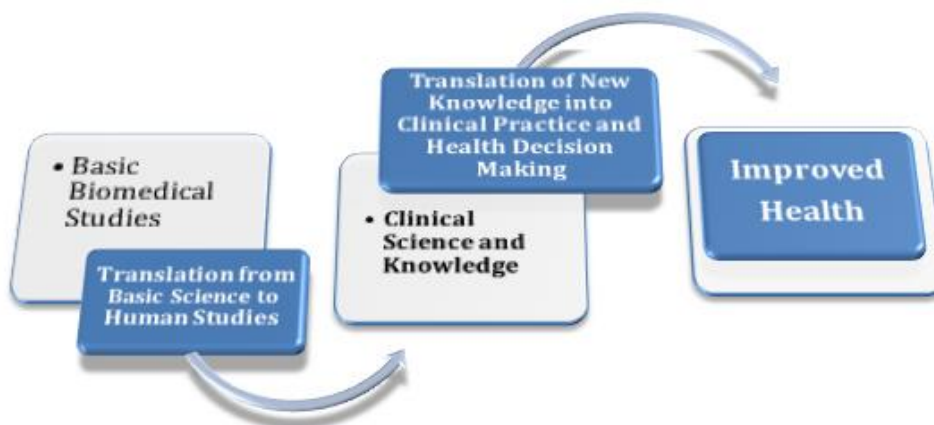 • Basic
Biomedical
Studies
Translation from
Basic Science to
Human Studies
Translation of New
Knowledge into
Clinical Practice and
Health Decision
Making
• Clinical
Science and
Knowledge
Improved
Health